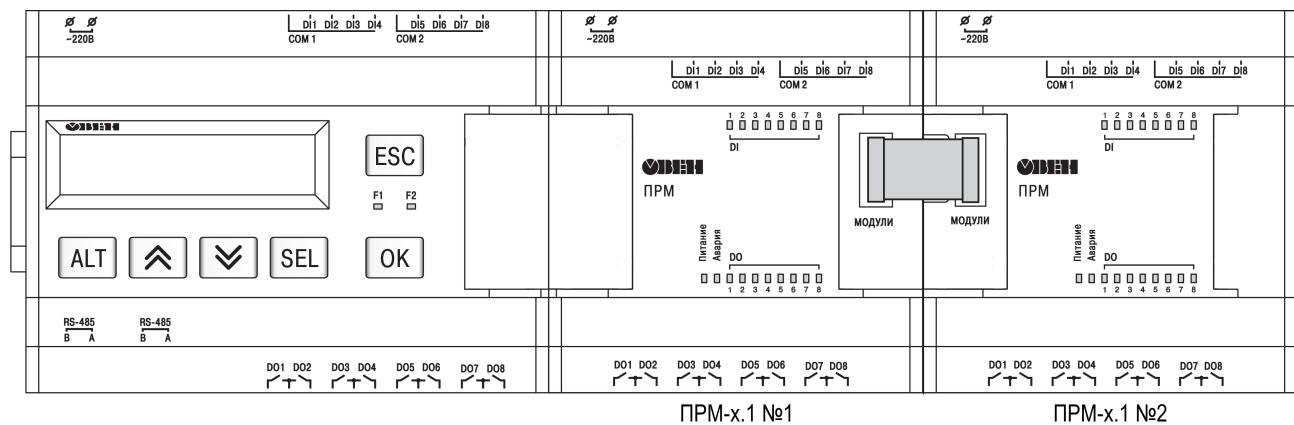 ~220В
DI1 DI2 DI3 DI4 DI5 DI6 DI7 DI8
COM 1 COM 2
~220В
DI1 DI2 DI3 DI4 DI5 DI6 DI7 DI8
COM 1 COM 2
~220В
DI1 DI2 DI3 DI4 DI5 DI6 DI7 DI8
COM 1 COM 2
ОВЕН
ESC
F1 F2
ALT
SEL
OK
RS-485 RS-485
B A B A
DO1 DO2 DO3 DO4 DO5 DO6 DO7 DO8
1 2 3 4 5 6 7 8
DI
ОВЕН
ПРМ
МОДУЛИ
Питание
Авария
DO
1 2 3 4 5 6 7 8
DO1 DO2 DO3 DO4 DO5 DO6 DO7 DO8
ПРМ-х.1 №1
1 2 3 4 5 6 7 8
DI
ОВЕН
ПРМ
МОДУЛИ
Питание
Авария
DO
1 2 3 4 5 6 7 8
DO1 DO2 DO3 DO4 DO5 DO6 DO7 DO8
ПРМ-х.1 №2